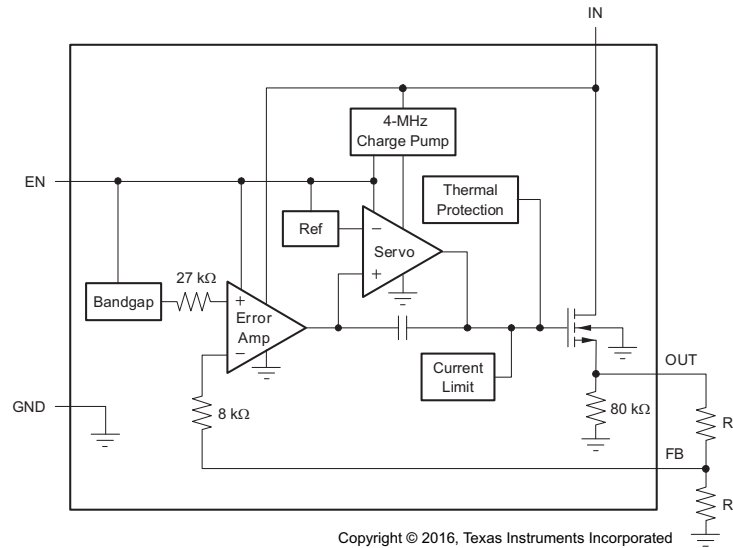 IN
4-MHz
Charge Pump
EN
Thermal
Protection
Ref
−
Servo
+
27 kΩ
Bandgap
+
Error
Amp
−
Current
Limit
OUT
GND
8 kΩ
80 kΩ
R
FB
R
Copyright © 2016, Texas Instruments Incorporated